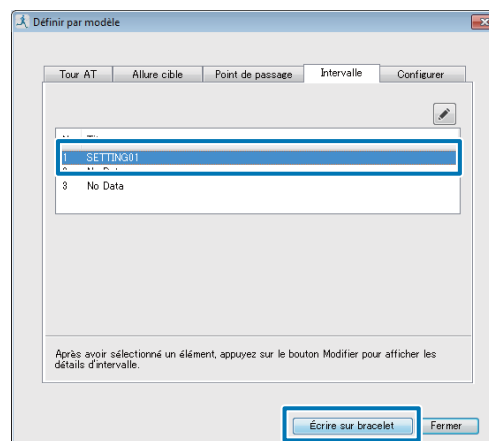 Définir par modèle
Tour AT Allure cible Point de passage Intervalle Configurer
1 SETTING01
3 No Data
Après avoir sélectionné un élément, appuyez sur le bouton Modifier pour afficher les
détails d'intervalle.
Écrire sur bracelet Fermer